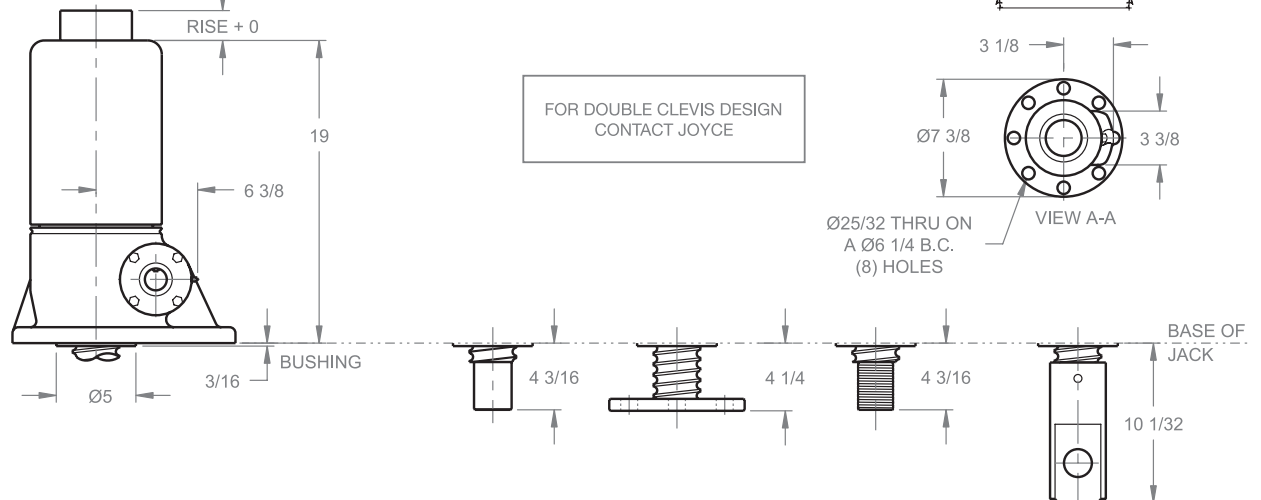 RISE + 0
3 1/8
FOR DOUBLE CLEVIS DESIGN
CONTACT JOYCE
19
Ø7 3/8
3 3/8
6 3/8
VIEW A-A
Ø25/32 THRU ON
A Ø6 1/4 B.C.
(8) HOLES
BASE OF
JACK
BUSHING
3/16
Ø5
4 3/16
4 1/4
4 3/16
10 1/32